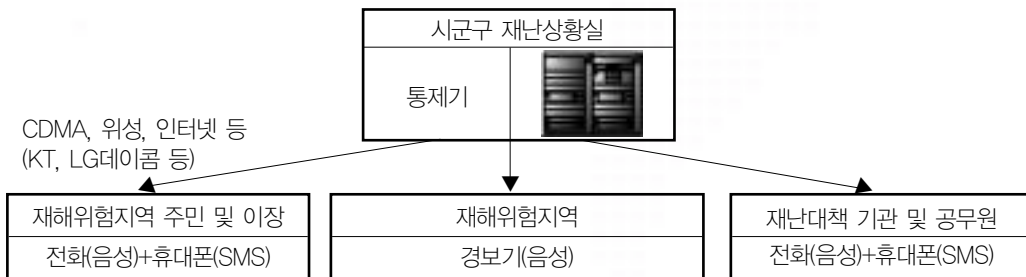 시군구 재난상황실
통제기
CDMA, 위성, 인터넷 등
(KT, LG데이콤 등)
재해위험지역 주민 및 이장
전화(음성)+휴대폰(SMS)
재해위험지역
경보기(음성)
재난대책 기관 및 공무원
전화(음성)+휴대폰(SMS)